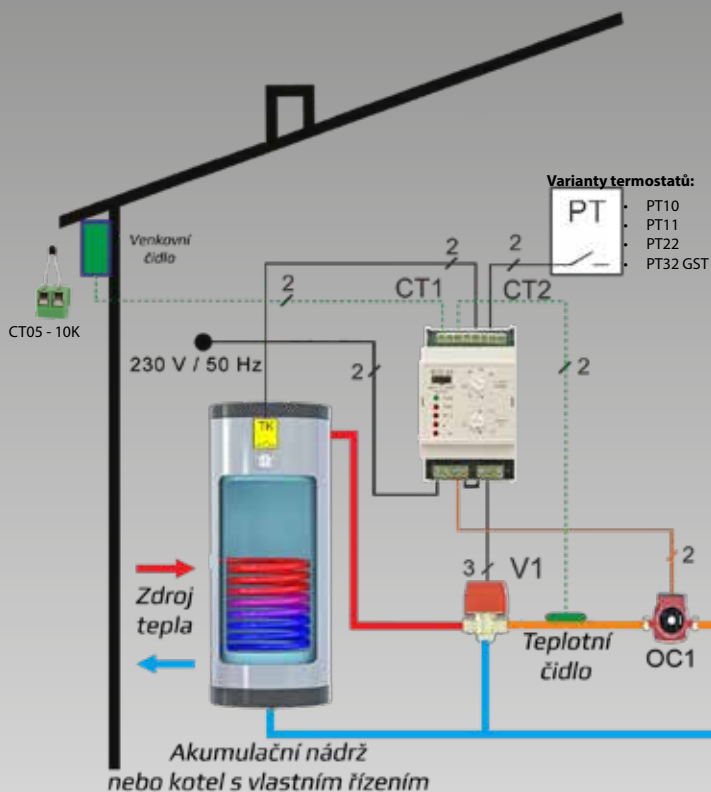 Varianty termostatů:
PT
• PT10
• PT11
• PT22
• PT32 GST
Venkovní
čidlo
CT05 - 10K
2
2
2
CT1
CT2
230 V / 50 Hz
2
2
TK
3
V1
2
Zdroj
tepla
Teplotní
čidlo
OC1
Akumulační nádrž
nebo kotel s vlastním řízením